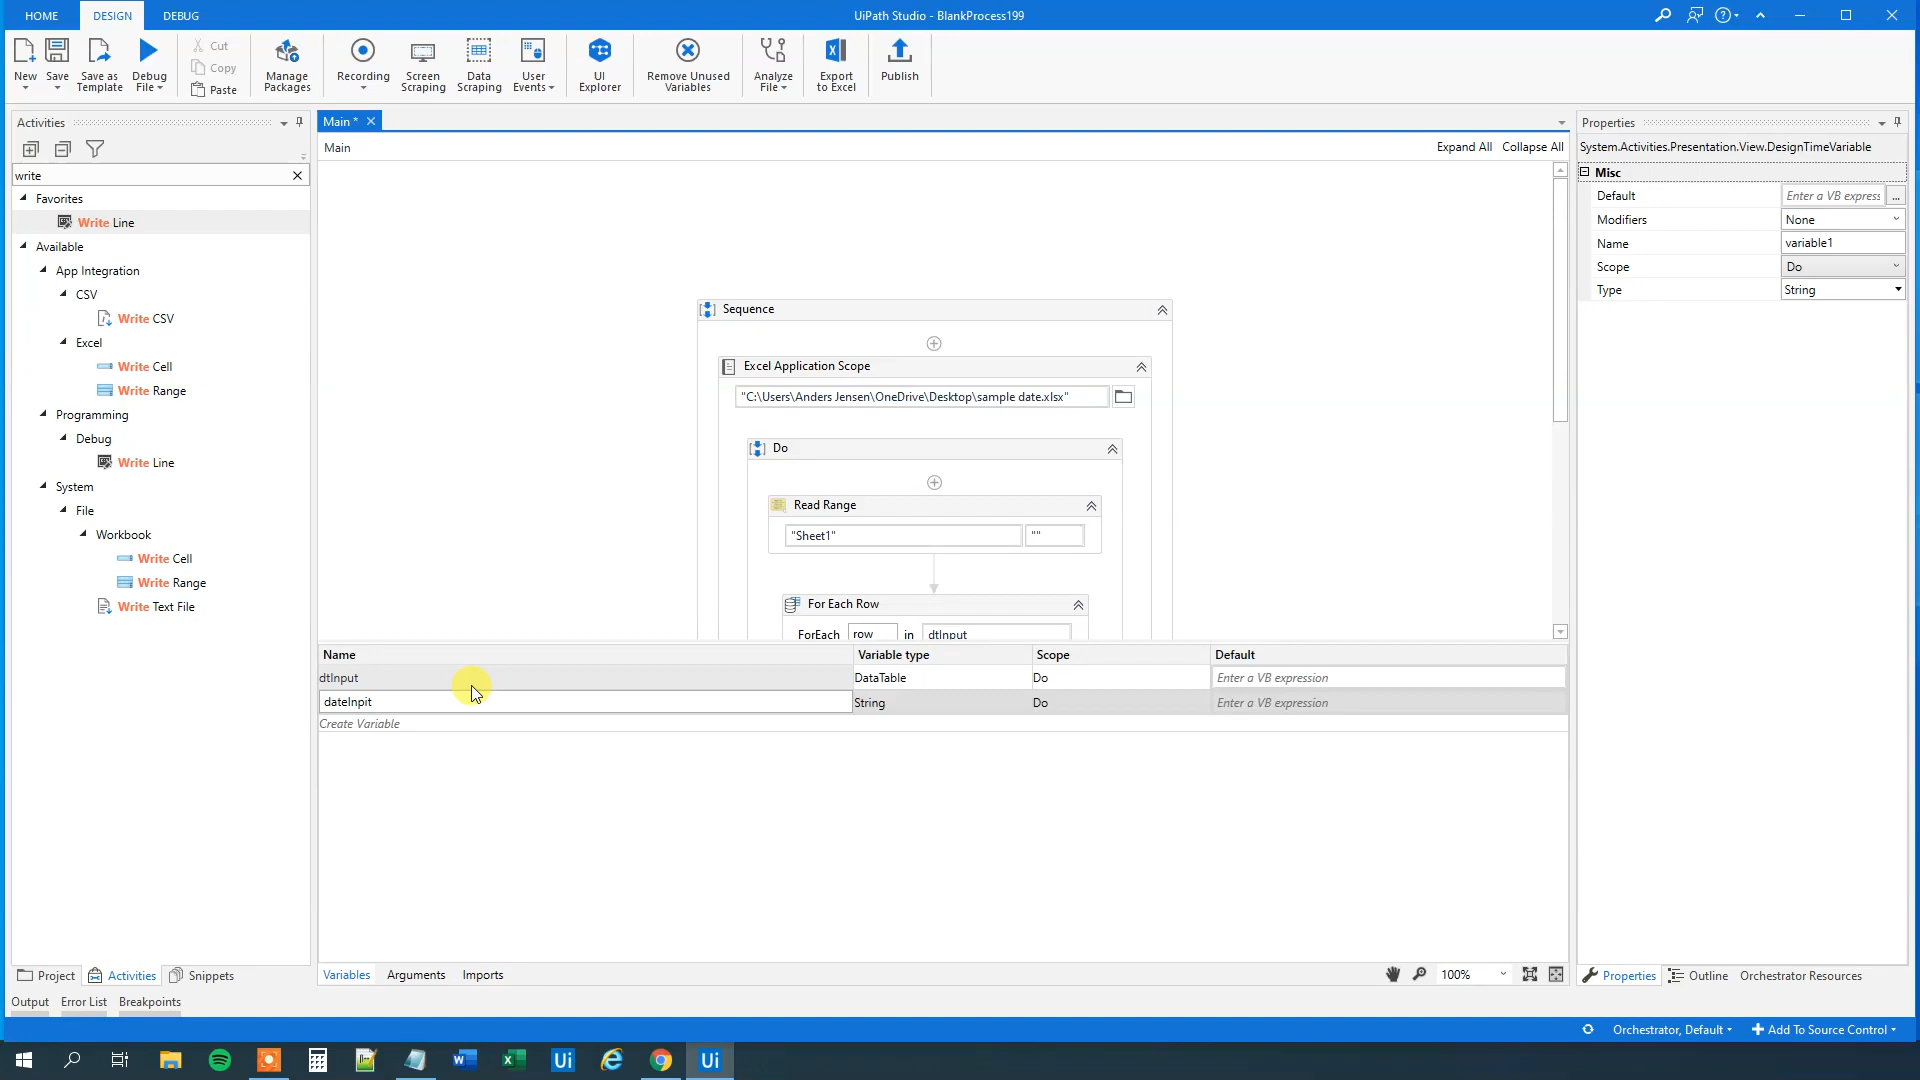 HOME DESIGN DEBUG UiPath Studio - BlankProcess199
New Save Save as Template Debug File Cut Copy Paste Manage Packages Recording Screen Scraping Data Scraping User Events UI Explorer Remove Unused Variables Analyze File Export to Excel Publish
Activities
write
Favorites
Write Line
Available
App Integration
CSV
Write CSV
Excel
Write Cell
Write Range
Programming
Debug
Write Line
System
File
Workbook
Write Cell
Write Range
Write Text File
Project Activities Snippets
Main *
Main Expand All Collapse All
Sequence
Excel Application Scope
"C:\Users\Anders Jensen\OneDrive\Desktop\sample date.xlsx"
Do
Read Range
"Sheet1" ""
For Each Row
ForEach row in dtInput
Name Variable type Scope Default
dtInput DataTable Do Enter a VB expression
dateInpit String Do Enter a VB expression
Create Variable
Variables Arguments Imports 100%
Properties
System.Activities.Presentation.View.DesignTimeVariable
Misc
Default Enter a VB express ...
Modifiers None
Name variable1
Scope Do
Type String
Properties Outline Orchestrator Resources
Output Error List Breakpoints
Orchestrator, Default Add To Source Control
Ui Ui